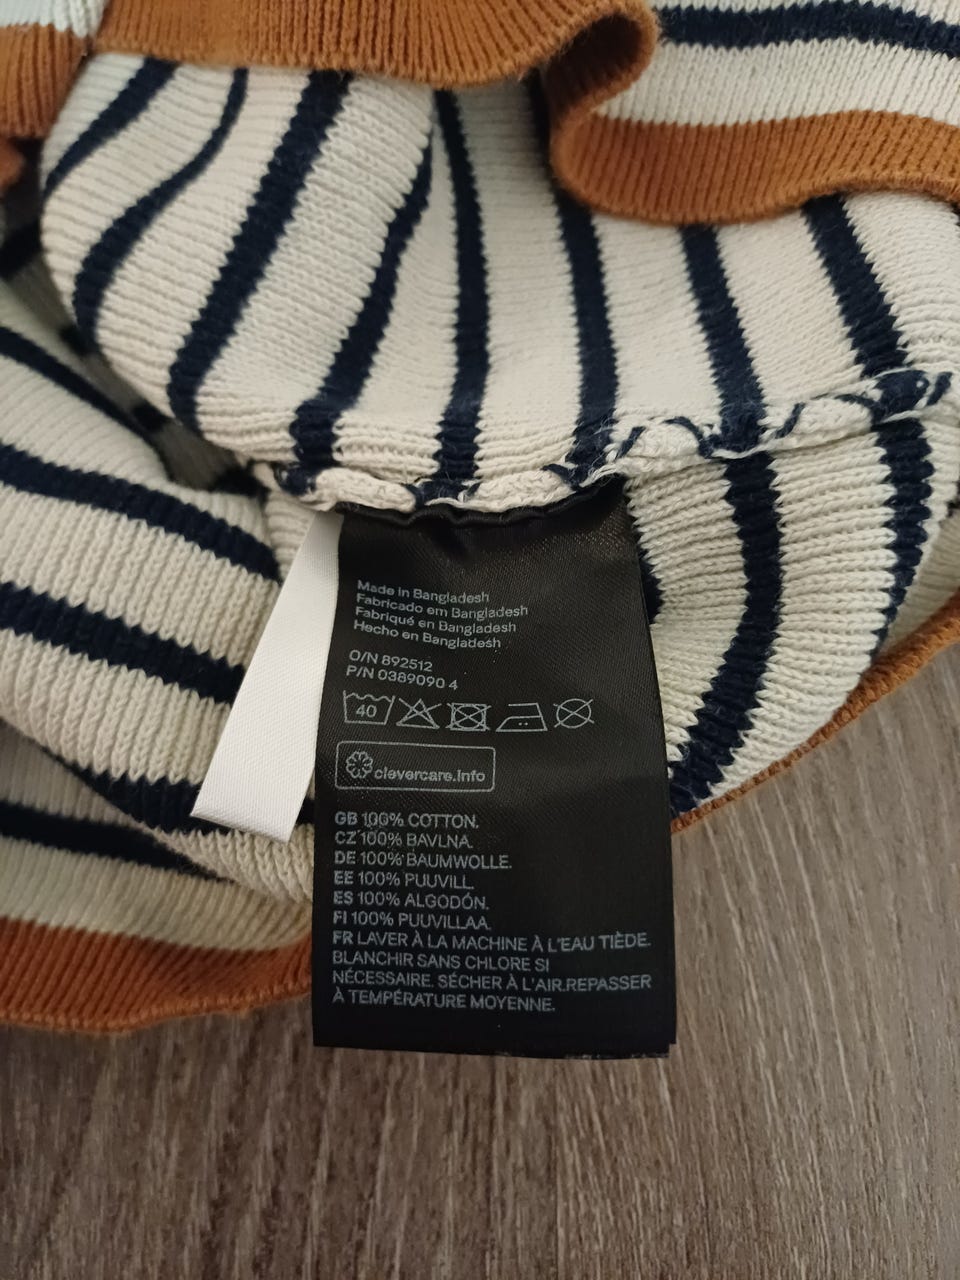 Made in Bangladesh
Fabricado em Bangladesh
Fabriqué en Bangladesh
Hecho en Bangladesh
O/N 892512
P/N 0389090 4
40
clevercare.info
GB 100% COTTON.
CZ 100% BAVLNA.
DE 100% BAUMWOLLE.
EE 100% PUUVILL.
ES 100% ALGODÓN.
FI 100% PUUVILLAA.
FR LAVER À LA MACHINE À L'EAU TIÈDE.
BLANCHIR SANS CHLORE SI
NÉCESSAIRE. SÉCHER À L'AIR.REPASSER
À TEMPÉRATURE MOYENNE.